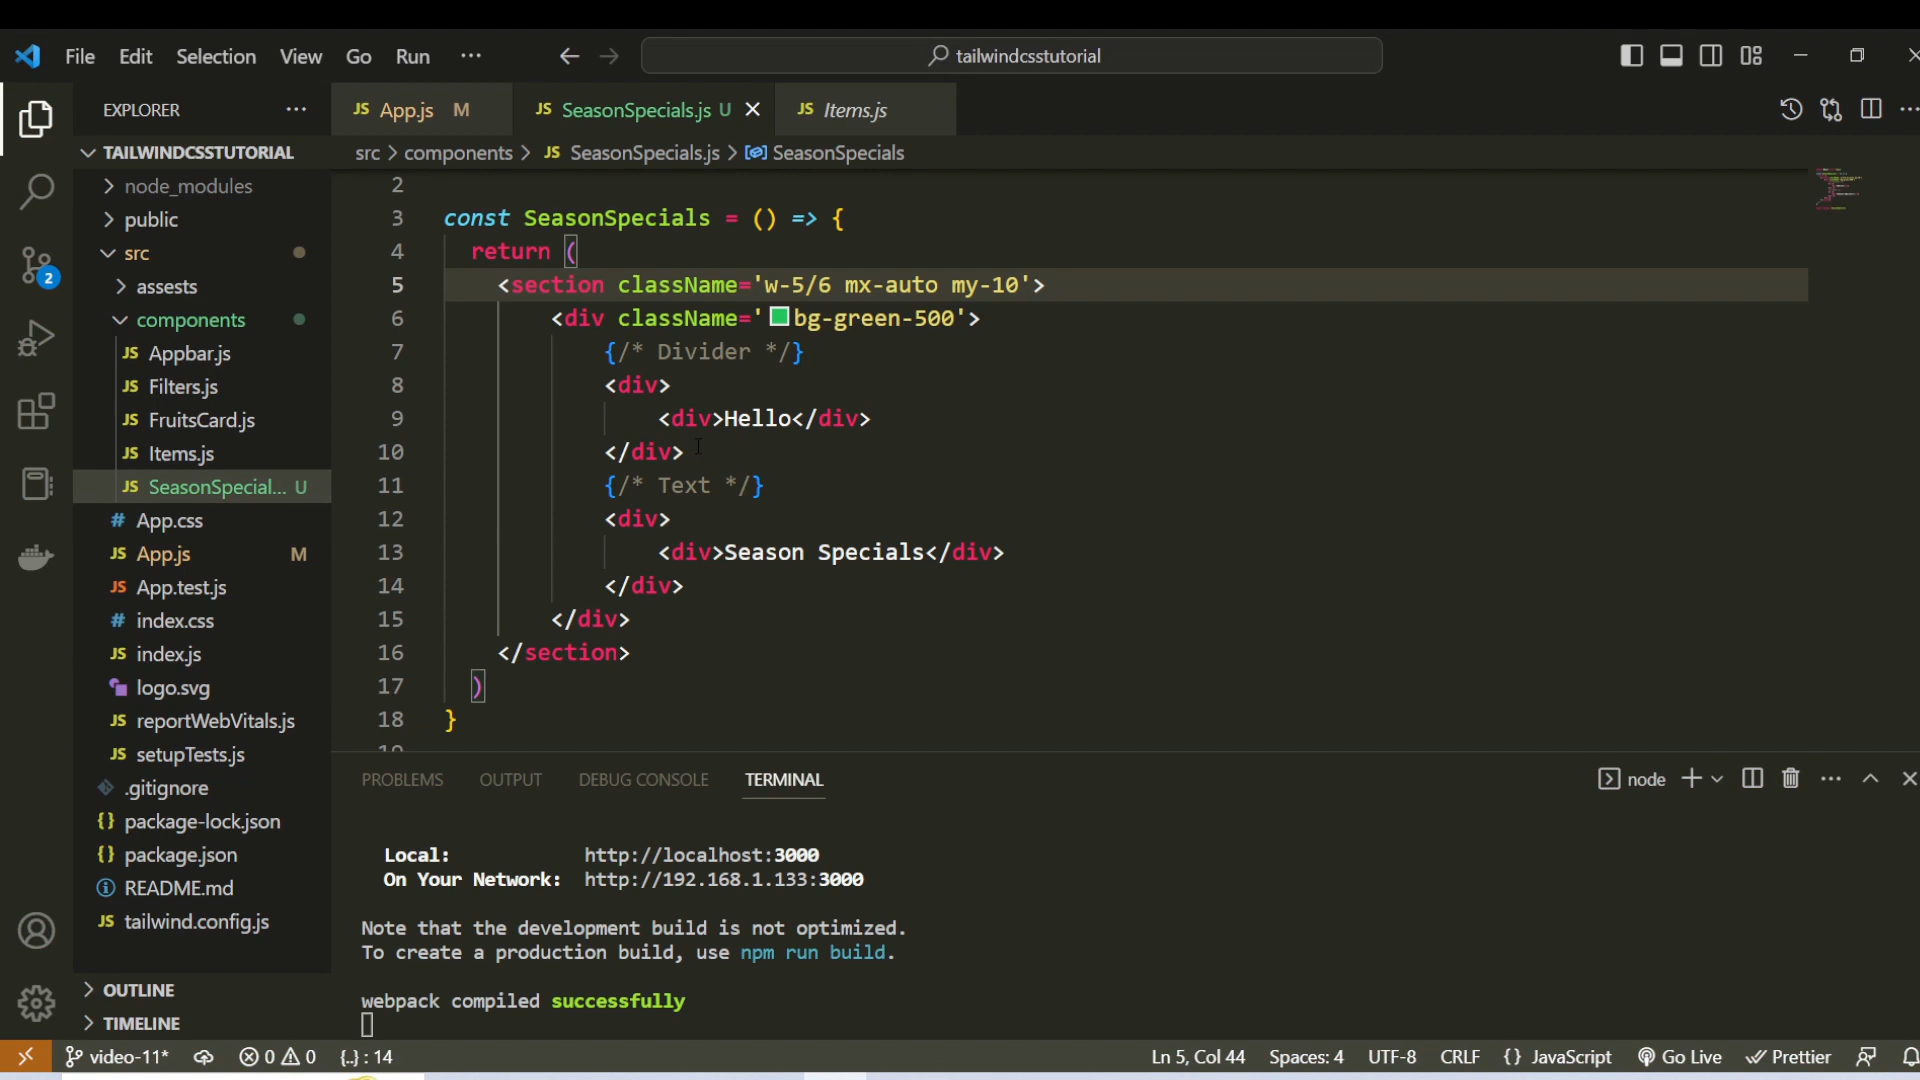 File Edit Selection View Go Run ··· tailwindcsstutorial
EXPLORER ···
JS App.js M JS SeasonSpecials.js U JS Items.js
src > components > JS SeasonSpecials.js > SeasonSpecials
TAILWINDCSSTUTORIAL
node_modules
public
src
assests
components
JS Appbar.js
JS Filters.js
JS FruitsCard.js
JS Items.js
JS SeasonSpecial... U
# App.css
JS App.js M
JS App.test.js
# index.css
JS index.js
logo.svg
JS reportWebVitals.js
JS setupTests.js
.gitignore
{} package-lock.json
{} package.json
README.md
JS tailwind.config.js
OUTLINE
TIMELINE
2
2
3 const SeasonSpecials = () => {
4 return (
5 <section className='w-5/6 mx-auto my-10'>
6 <div className='bg-green-500'>
7 {/* Divider */}
8 <div>
9 <div>Hello</div>
10 </div>
11 {/* Text */}
12 <div>
13 <div>Season Specials</div>
14 </div>
15 </div>
16 </section>
17 )
18 }
19
PROBLEMS OUTPUT DEBUG CONSOLE TERMINAL node
Local: http://localhost:3000
On Your Network: http://192.168.1.133:3000
Note that the development build is not optimized.
To create a production build, use npm run build.
webpack compiled successfully
video-11* 0 0 {..} : 14 Ln 5, Col 44 Spaces: 4 UTF-8 CRLF {} JavaScript Go Live Prettier